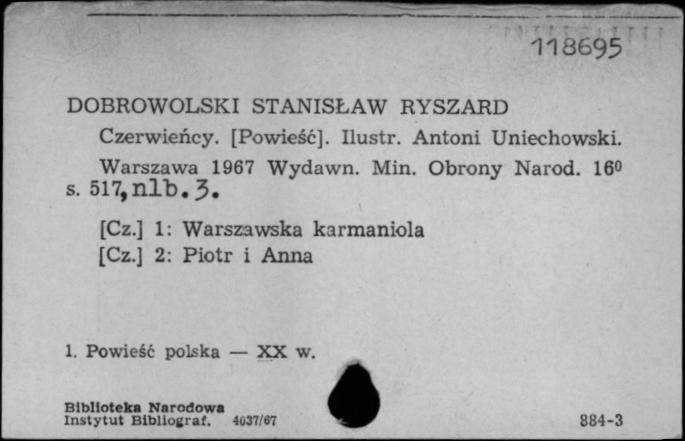 118695
DOBROWOLSKI STANISŁAW RYSZARD
Czerwieńcy. [Powieść]. Ilustr. Antoni Uniechowski.
Warszawa 1967 Wydawn. Min. Obrony Narod. 16⁰
s. 517, nlb. 3.
[Cz.] 1: Warszawska karmaniola
[Cz.] 2: Piotr i Anna
1. Powieść polska — XX w.
Biblioteka Narodowa
Instytut Bibliograf. 4037/67
884-3